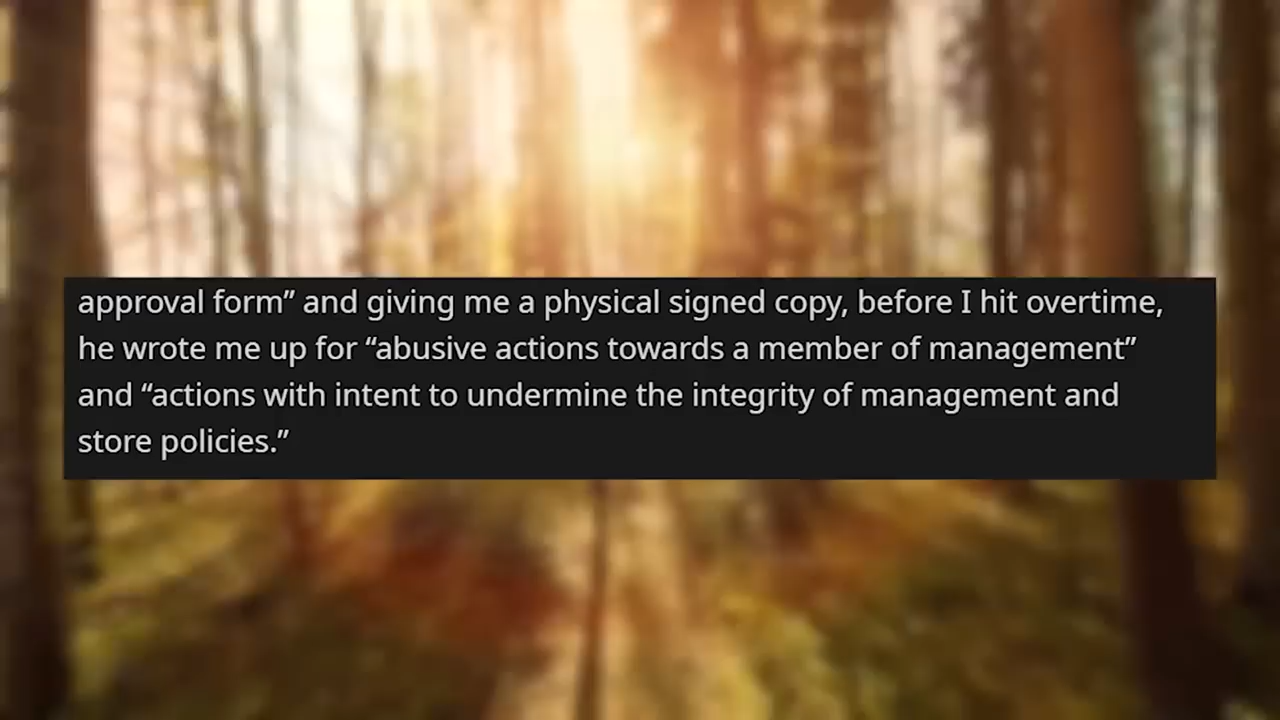 approval form” and giving me a physical signed copy, before I hit overtime,
he wrote me up for “abusive actions towards a member of management”
and “actions with intent to undermine the integrity of management and
store policies.”